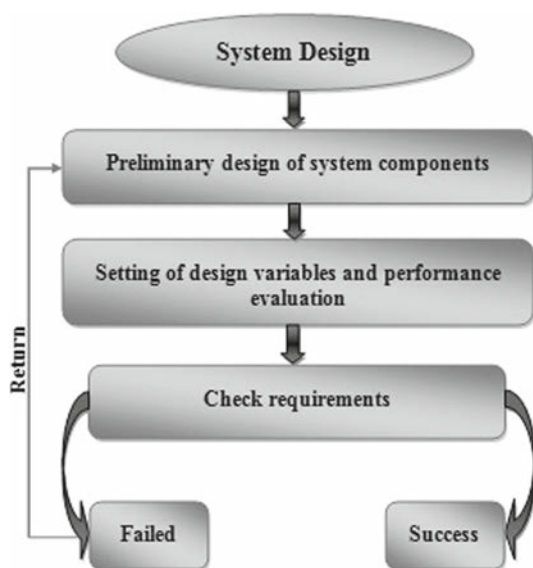 System Design
Preliminary design of system components
Setting of design variables and performance
evaluation
Check requirements
Return
Failed
Success